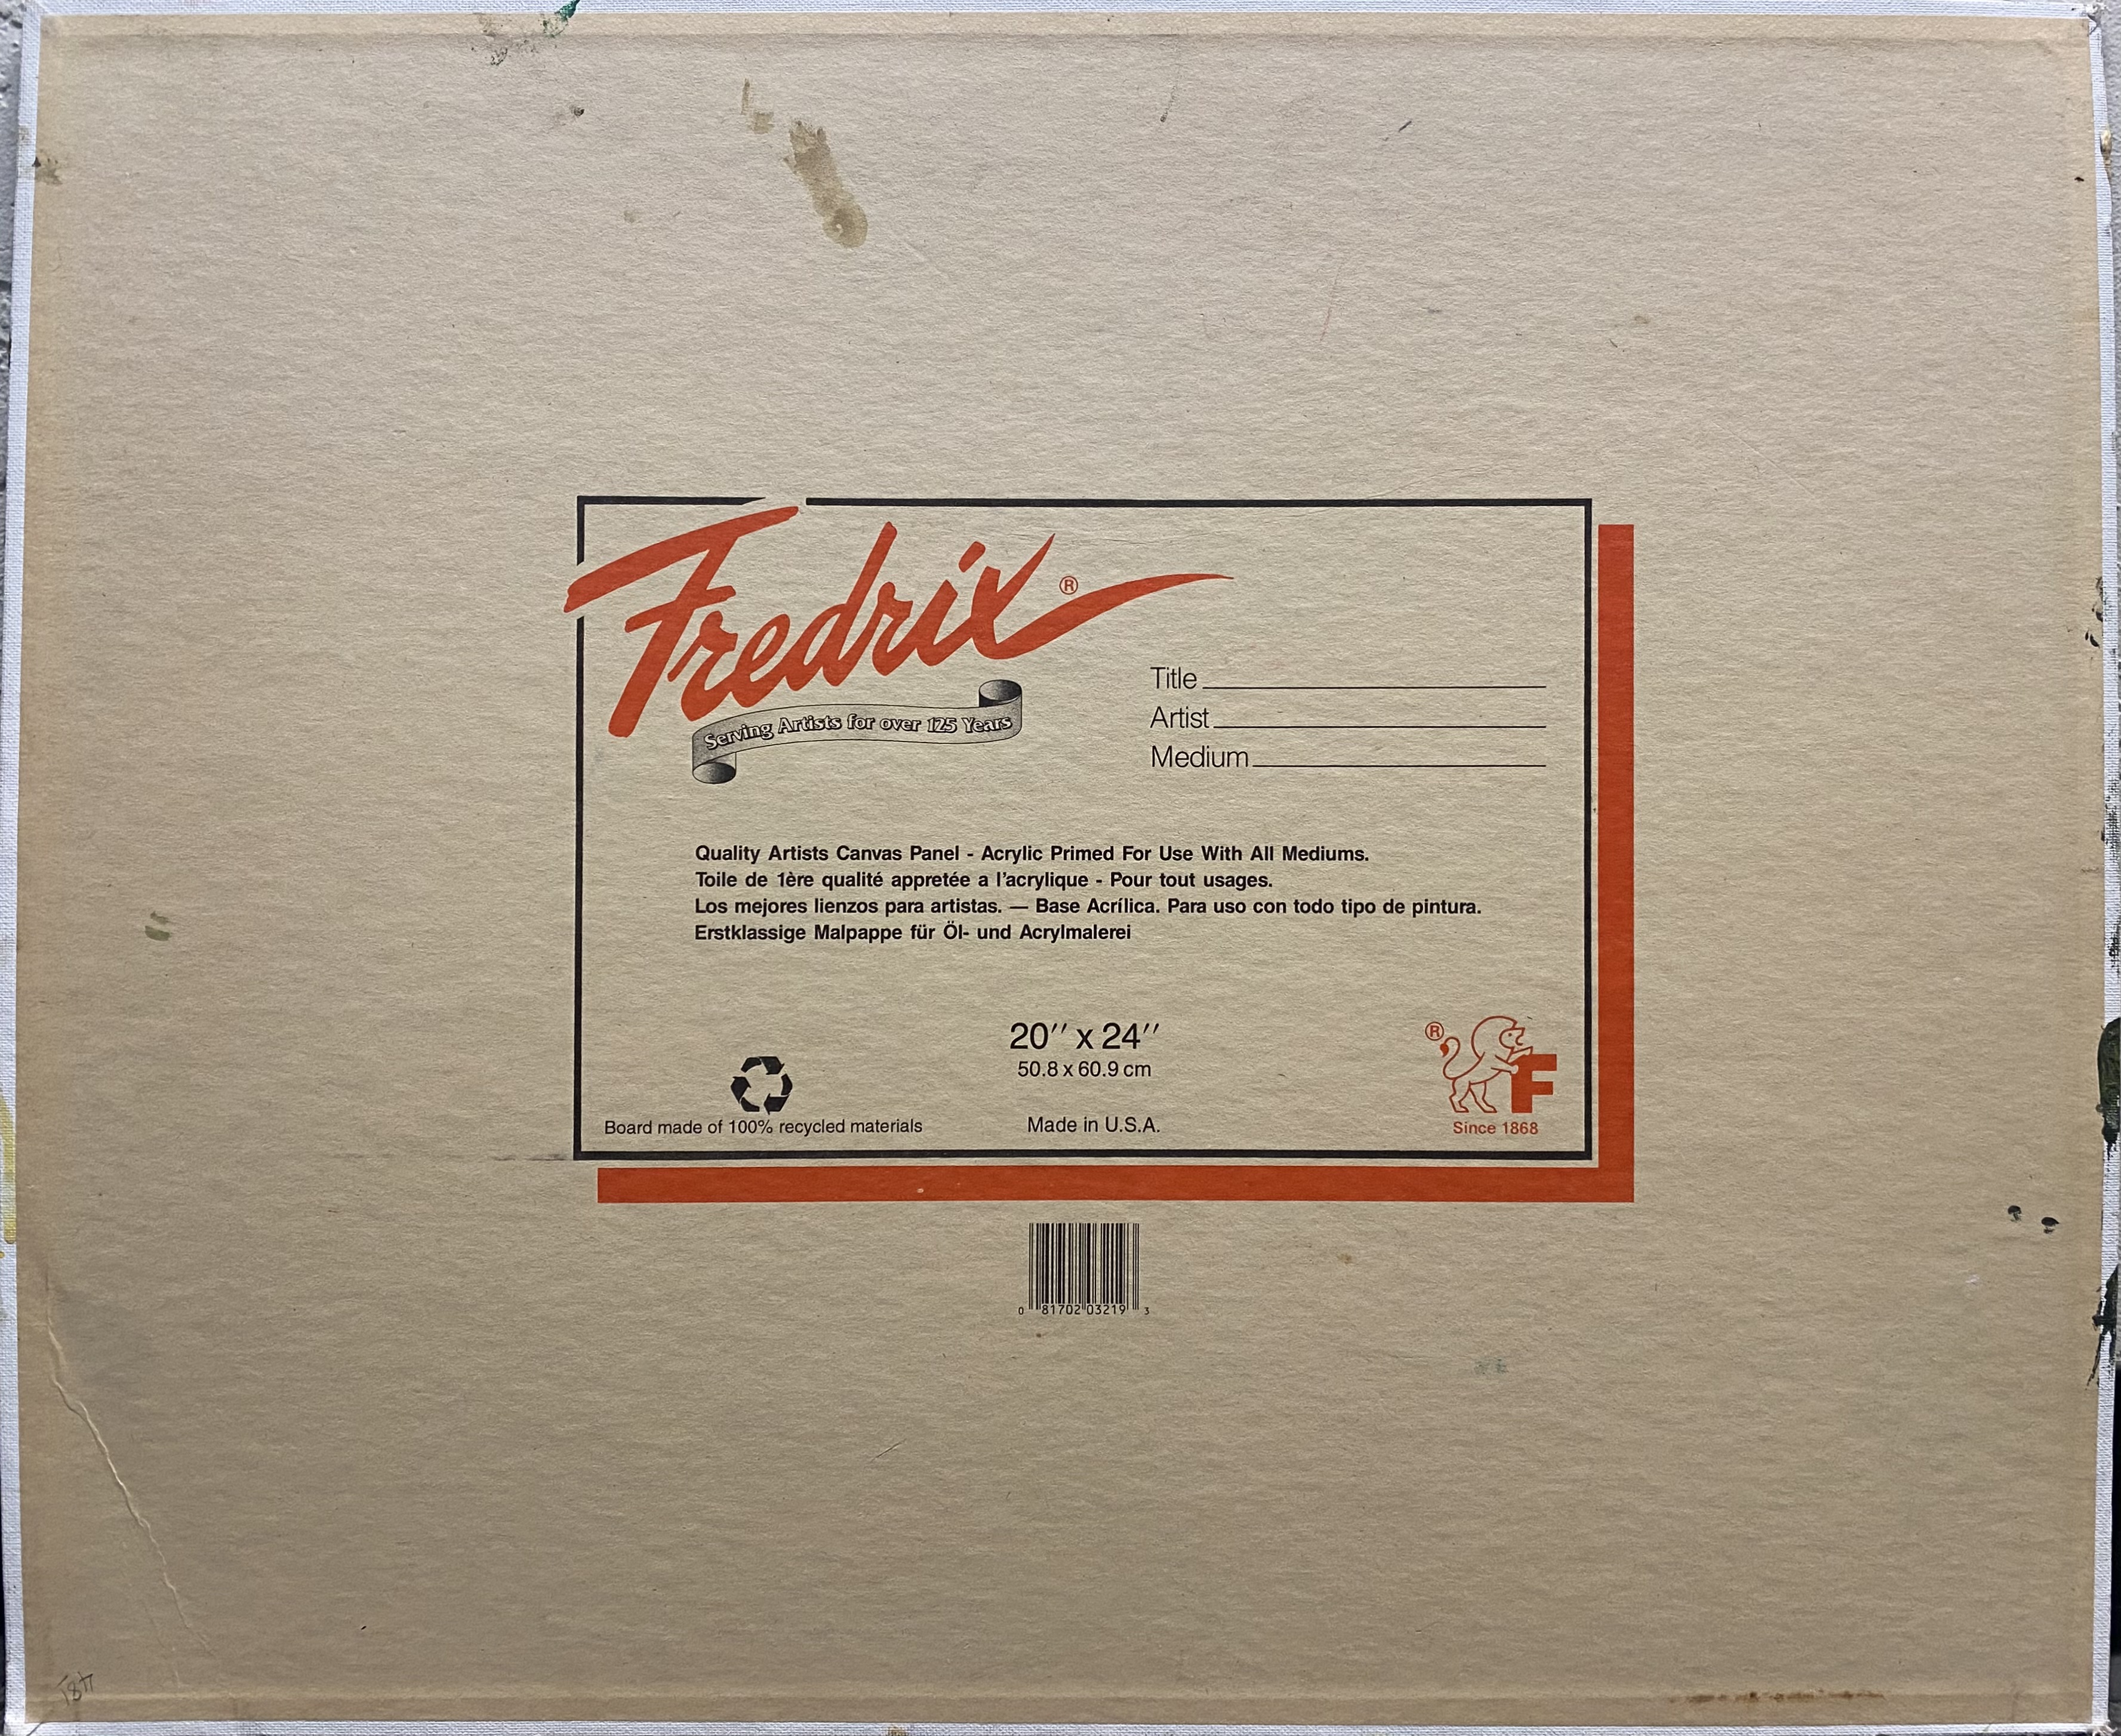 Fredrix®
Serving Artists for over 125 Years
Title
Artist
Medium
Quality Artists Canvas Panel - Acrylic Primed For Use With All Mediums.
Toile de 1ère qualité appretée a l'acrylique - Pour tout usages.
Los mejores lienzos para artistas. — Base Acrílica. Para uso con todo tipo de pintura.
Erstklassige Malpappe für Öl- und Acrylmalerei
20" x 24"
50.8 x 60.9 cm
Board made of 100% recycled materials
Made in U.S.A.
®
F
Since 1868
0 81702 03219 3